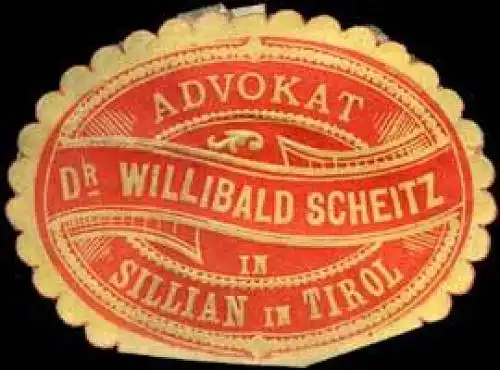 ADVOKAT
DR WILLIBALD SCHEITZ
IN
SILLIAN IN TIROL